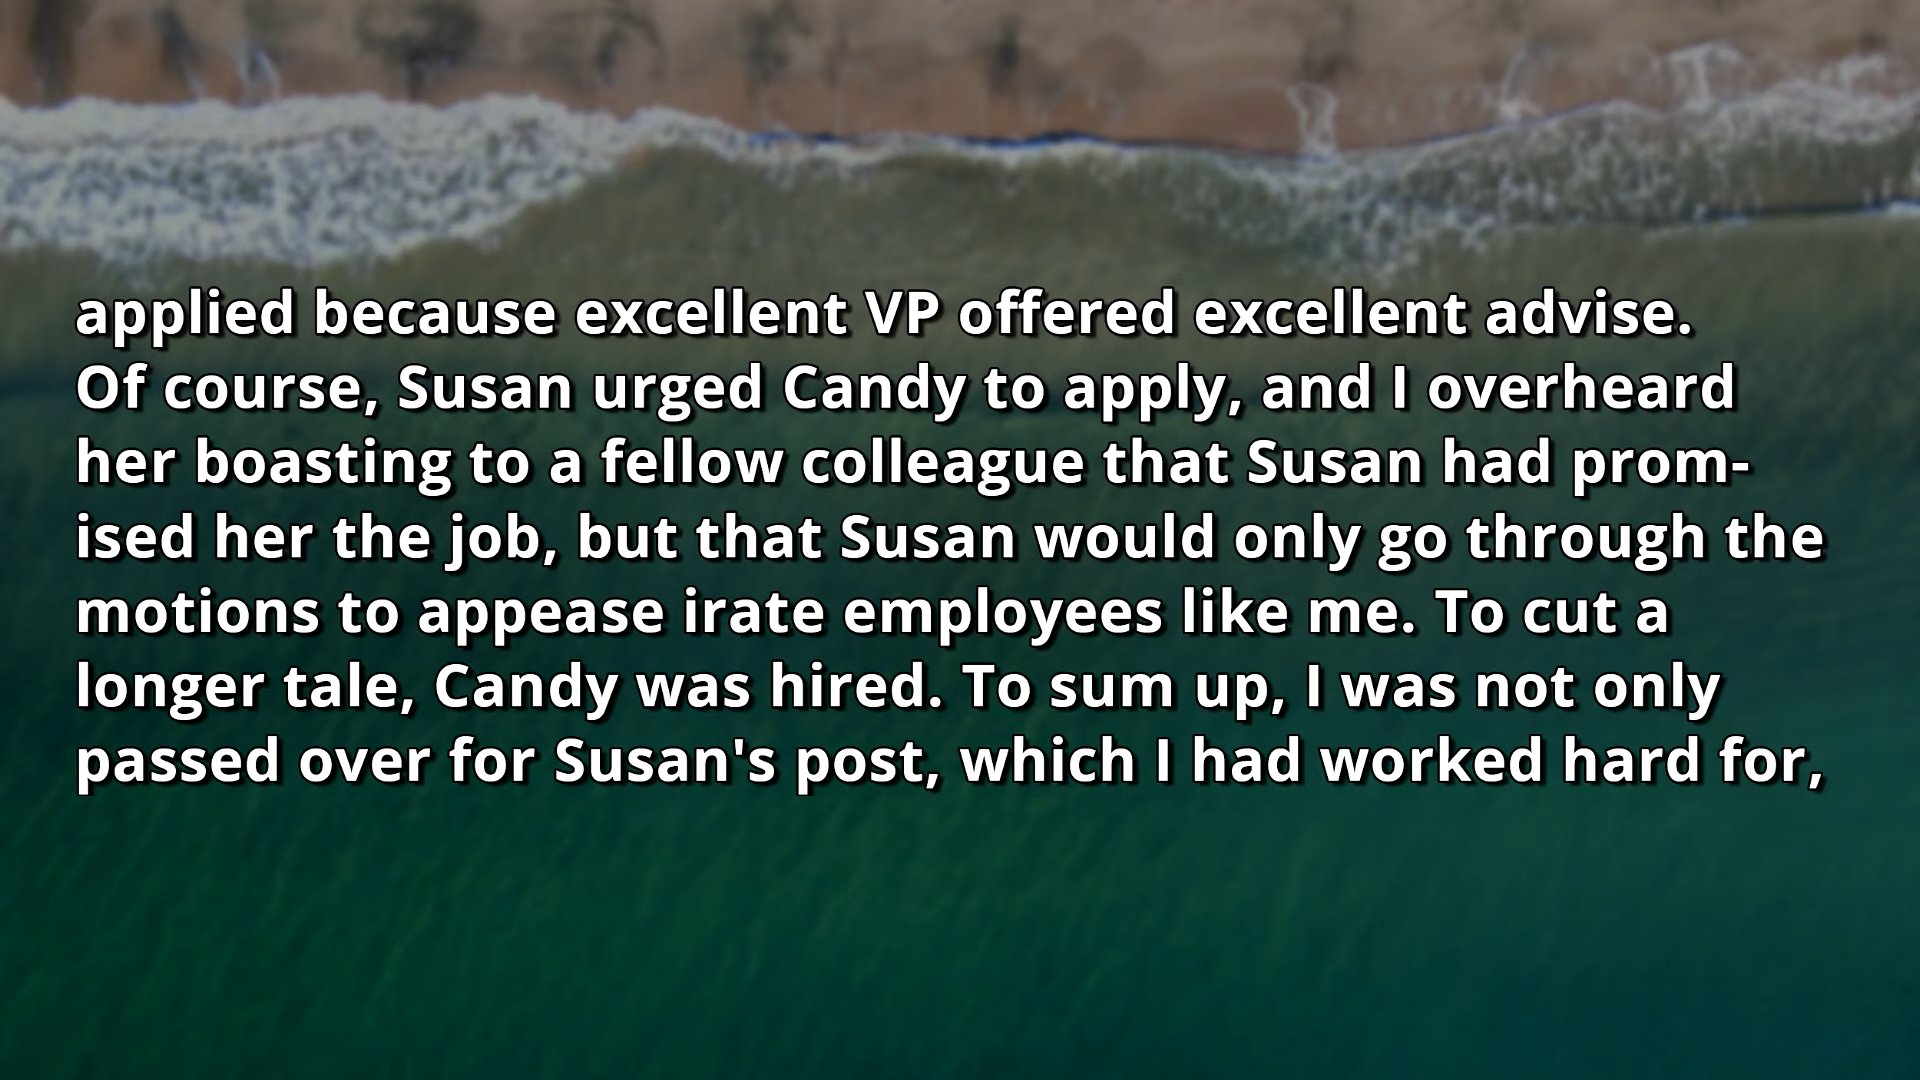 applied because excellent VP offered excellent advise.
Of course, Susan urged Candy to apply, and I overheard
her boasting to a fellow colleague that Susan had prom-
ised her the job, but that Susan would only go through the
motions to appease irate employees like me. To cut a
longer tale, Candy was hired. To sum up, I was not only
passed over for Susan's post, which I had worked hard for,